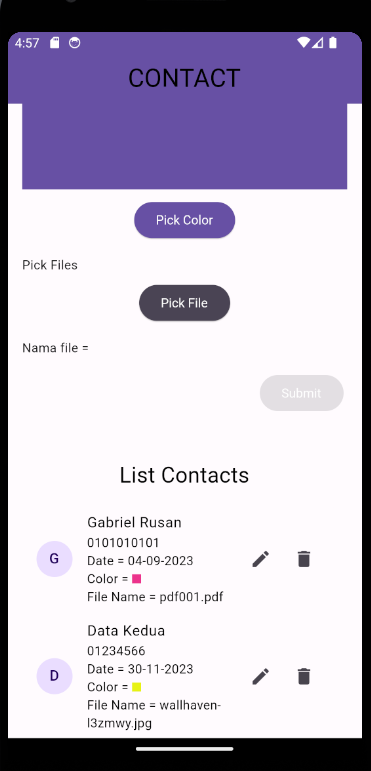 4:57
CONTACT
Pick Color
Pick Files
Pick File
Nama file =
Submit
List Contacts
G
Gabriel Rusan
0101010101
Date = 04-09-2023
Color =
File Name = pdf001.pdf
D
Data Kedua
01234566
Date = 30-11-2023
Color =
File Name = wallhaven-
l3zmwy.jpg